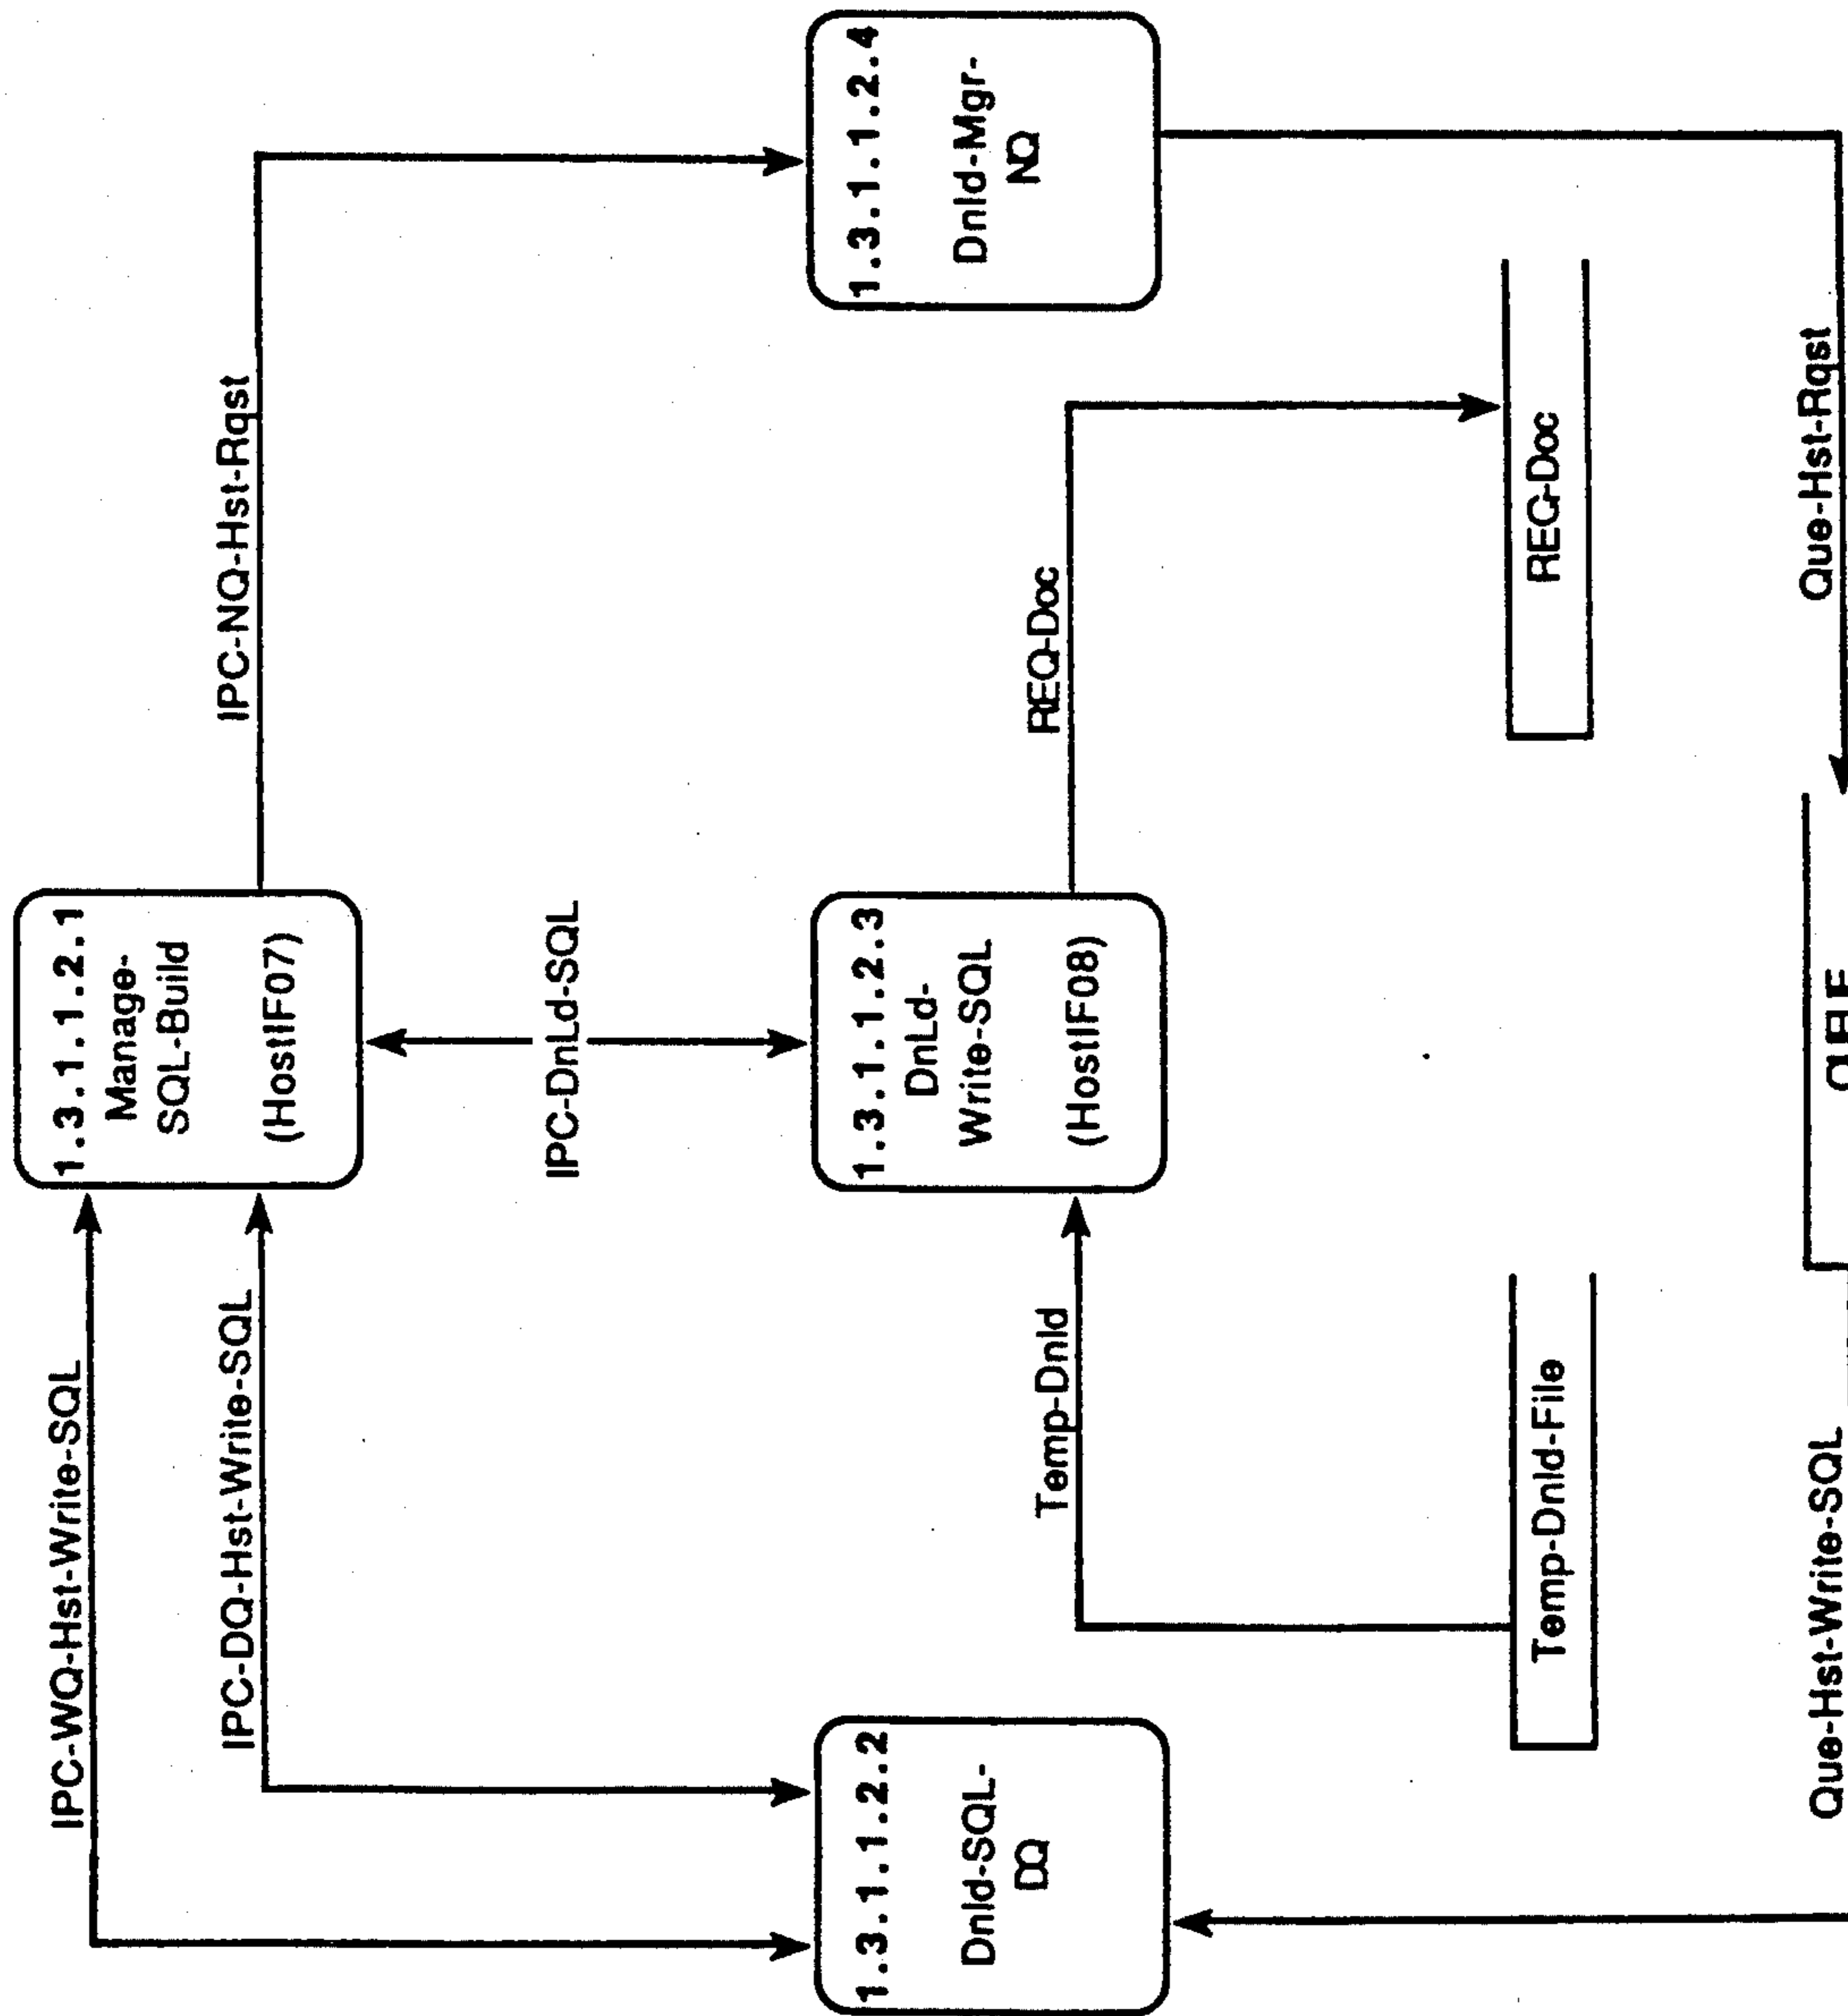 IPC-WQ-Hst-Write-SQL
IPC-DQ-Hst-Write-SQL
1.3.1.1.2.1
Manage-
SQL-Build
(HostIF07)
IPC-NQ-Hst-Rqst
IPC-DnLd-SQL
1.3.1.1.2.2
Dnld-SQL-
DQ
1.3.1.1.2.3
DnLd-
Write-SQL
(HostIF08)
1.3.1.1.2.4
Dnld-Mgr-
NQ
Temp-Dnld
REQ-Doc
Temp-Dnld-File
REQ-Doc
Que-Hst-Write-SQL
Que-Hst-Rqst